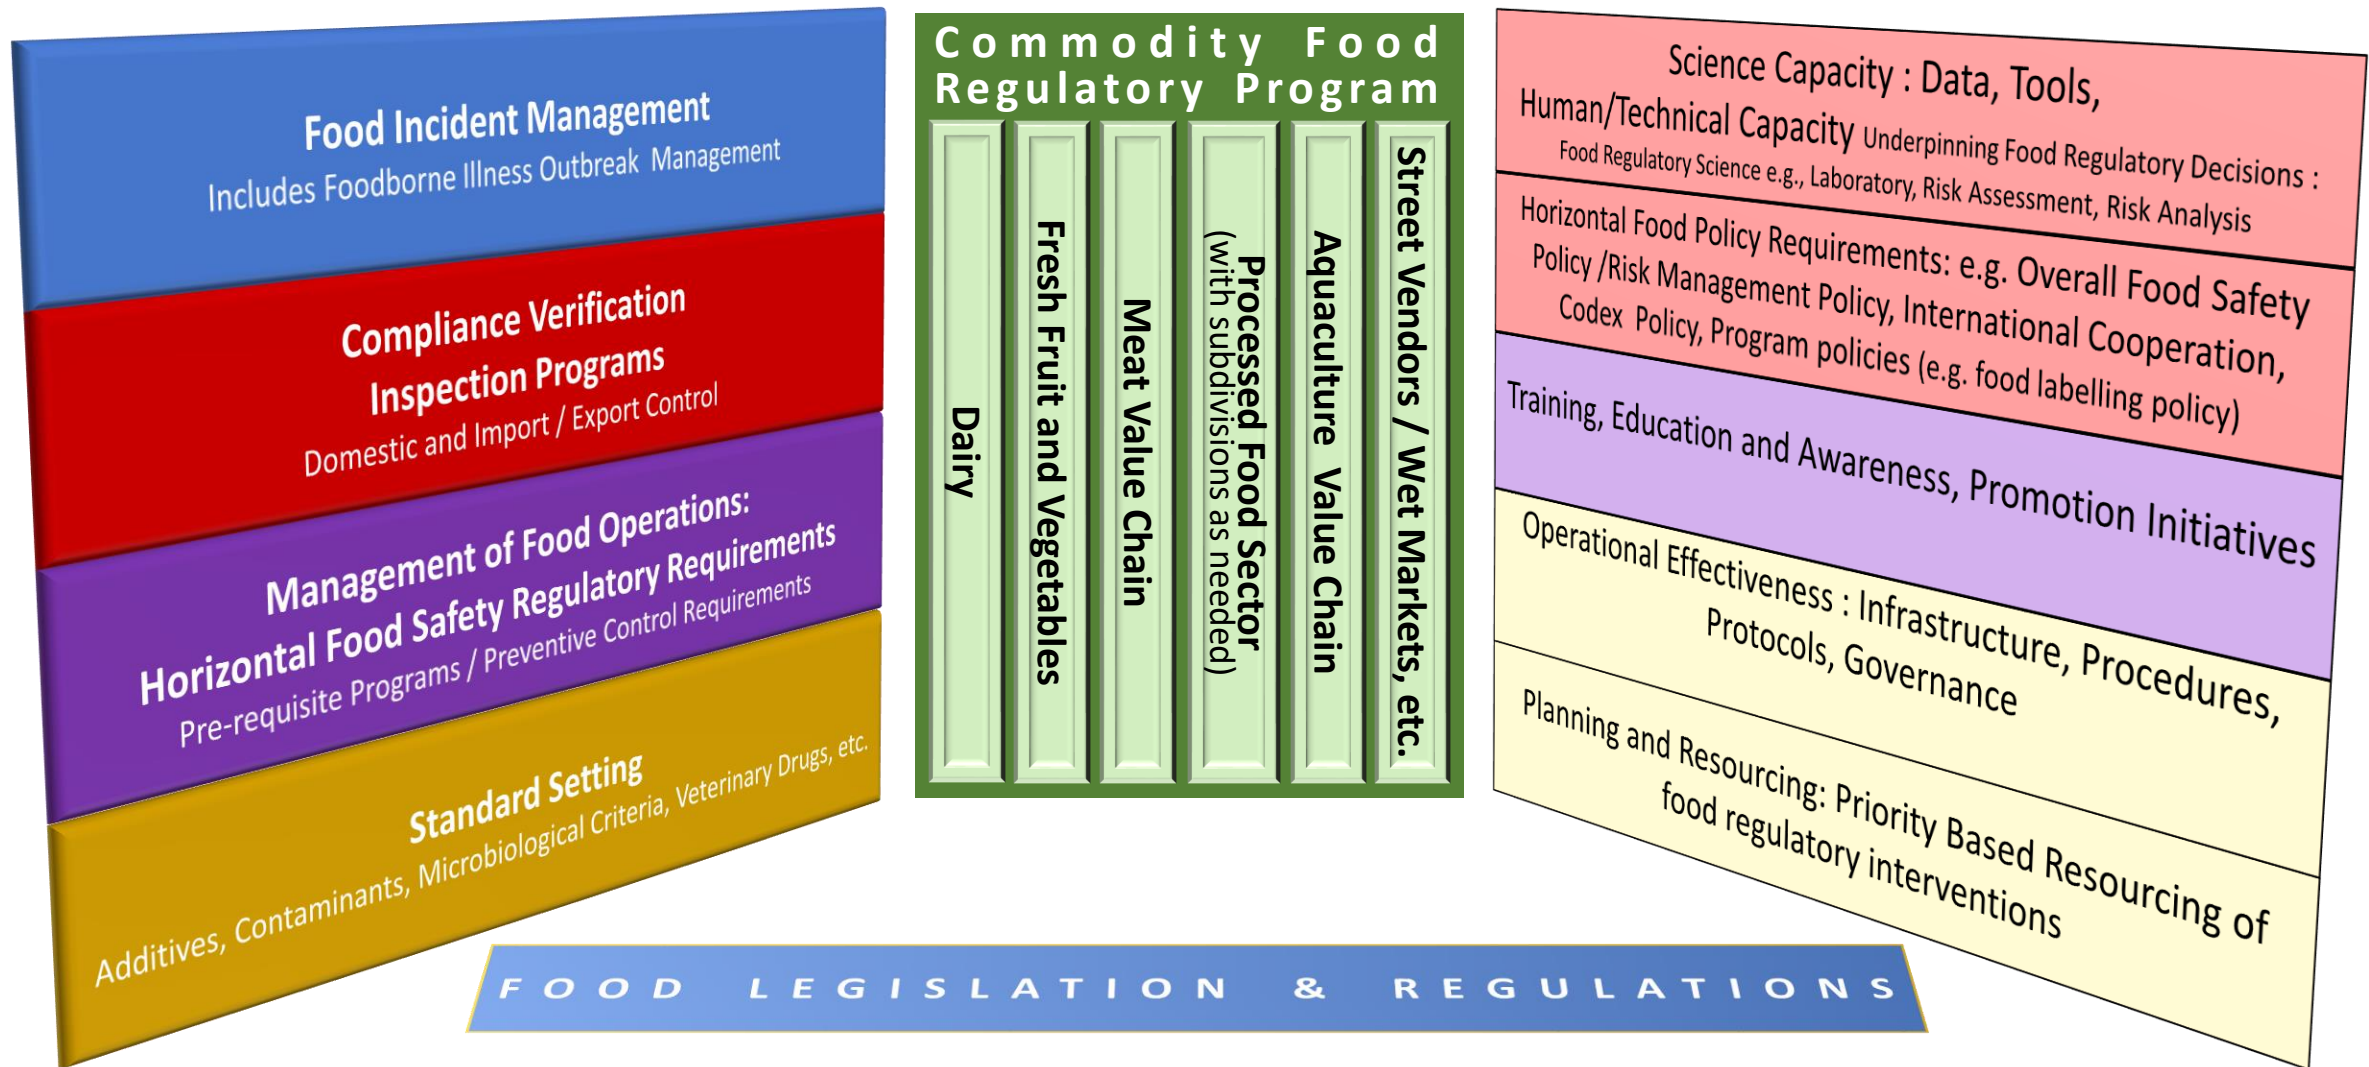 Food Incident Management
Includes Foodborne Illness Outbreak Management
Compliance Verification
Inspection Programs
Domestic and Import / Export Control
Management of Food Operations:
Horizontal Food Safety Regulatory Requirements
Pre-requisite Programs / Preventive Control Requirements
Standard Setting
Additives, Contaminants, Microbiological Criteria, Veterinary Drugs, etc.
Commodity Food
Regulatory Program
Dairy
Fresh Fruit and Vegetables
Meat Value Chain
Processed Food Sector
(with subdivisions as needed)
Aquaculture Value Chain
Street Vendors / Wet Markets, etc.
Science Capacity : Data, Tools,
Human/Technical Capacity Underpinning Food Regulatory Decisions :
Food Regulatory Science e.g., Laboratory, Risk Assessment, Risk Analysis
Horizontal Food Policy Requirements: e.g. Overall Food Safety
Policy /Risk Management Policy, International Cooperation,
Codex Policy, Program policies (e.g. food labelling policy)
Training, Education and Awareness, Promotion Initiatives
Operational Effectiveness : Infrastructure, Procedures,
Protocols, Governance
Planning and Resourcing: Priority Based Resourcing of
food regulatory interventions
FOOD LEGISLATION & REGULATIONS